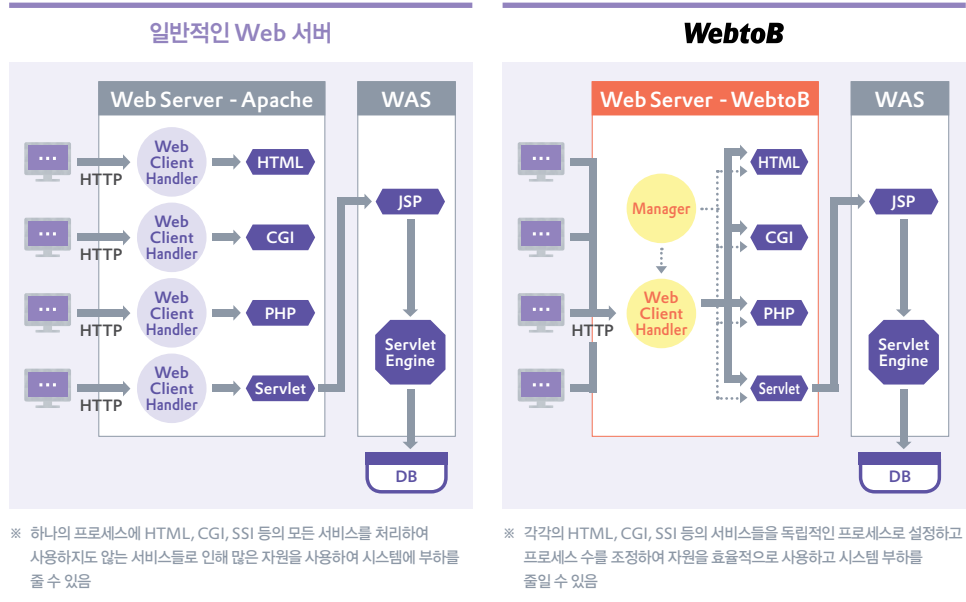 일반적인 Web 서버
Web Server - Apache
WAS
...
HTTP
Web
Client
Handler
HTML
...
HTTP
Web
Client
Handler
CGI
...
HTTP
Web
Client
Handler
PHP
...
HTTP
Web
Client
Handler
Servlet
JSP
Servlet
Engine
DB
※ 하나의 프로세스에 HTML, CGI, SSI 등의 모든 서비스를 처리하여
사용하지도 않는 서비스들로 인해 많은 자원을 사용하여 시스템에 부하를
줄 수 있음
WebtoB
Web Server - WebtoB
WAS
...
...
...
...
HTTP
Manager
Web
Client
Handler
HTML
CGI
PHP
Servlet
JSP
Servlet
Engine
DB
※ 각각의 HTML, CGI, SSI 등의 서비스들을 독립적인 프로세스로 설정하고
프로세스 수를 조정하여 자원을 효율적으로 사용하고 시스템 부하를
줄일 수 있음